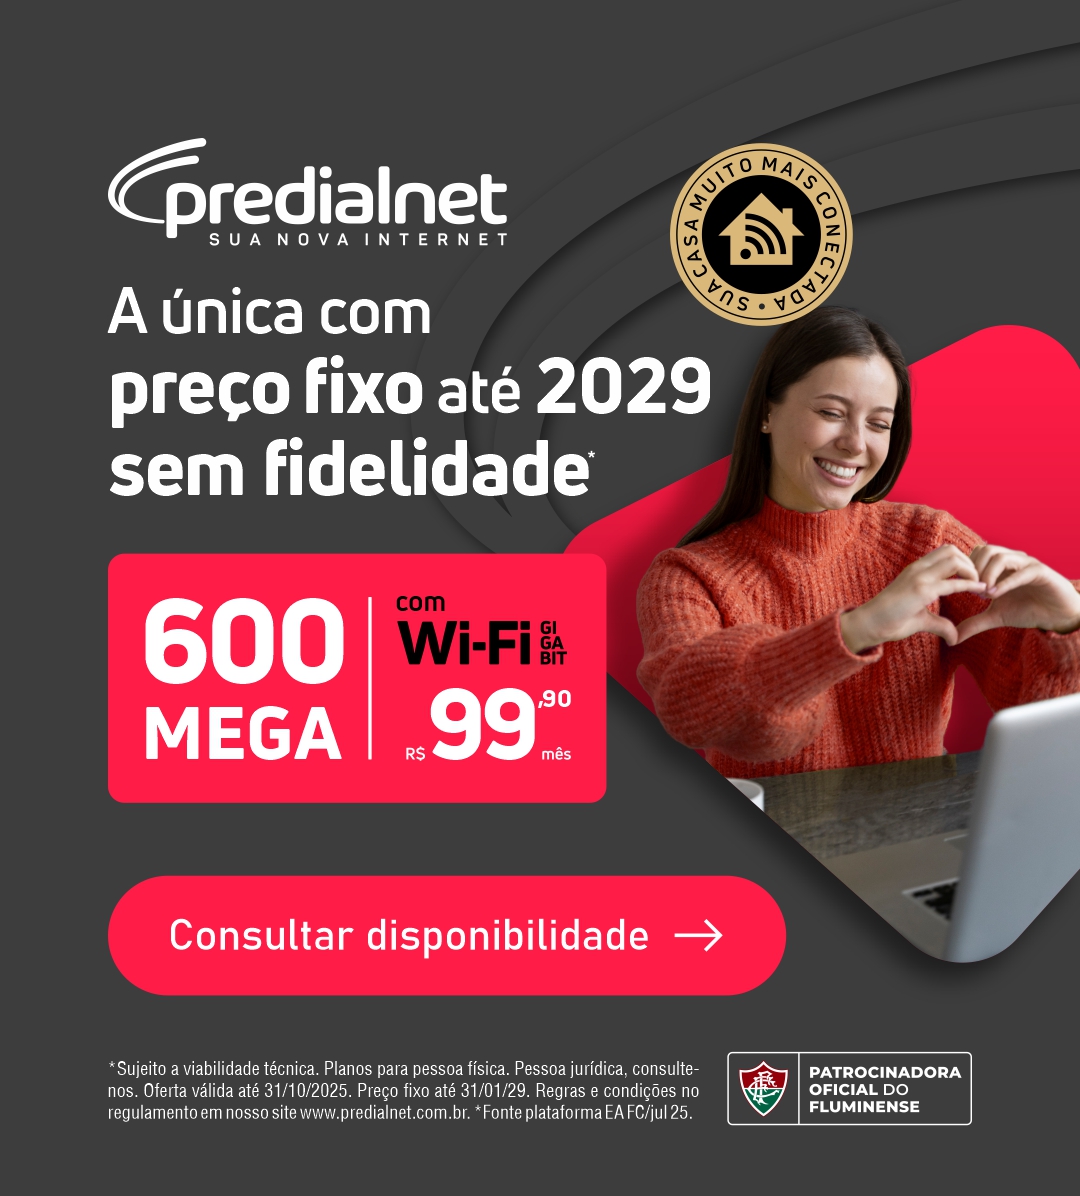 predialnet
SUA NOVA INTERNET
SUA CASA MUITO MAIS CONECTADA •
A única com
preço fixo até 2029
sem fidelidade*
600
MEGA
com
Wi-Fi GI
GA
BIT
R$ 99,90
mês
Consultar disponibilidade →
*Sujeito a viabilidade técnica. Planos para pessoa física. Pessoa jurídica, consulte-
nos. Oferta válida até 31/10/2025. Preço fixo até 31/01/29. Regras e condições no
regulamento em nosso site www.predialnet.com.br. *Fonte plataforma EAFC/jul 25.
PATROCINADORA
OFICIAL DO
FLUMINENSE